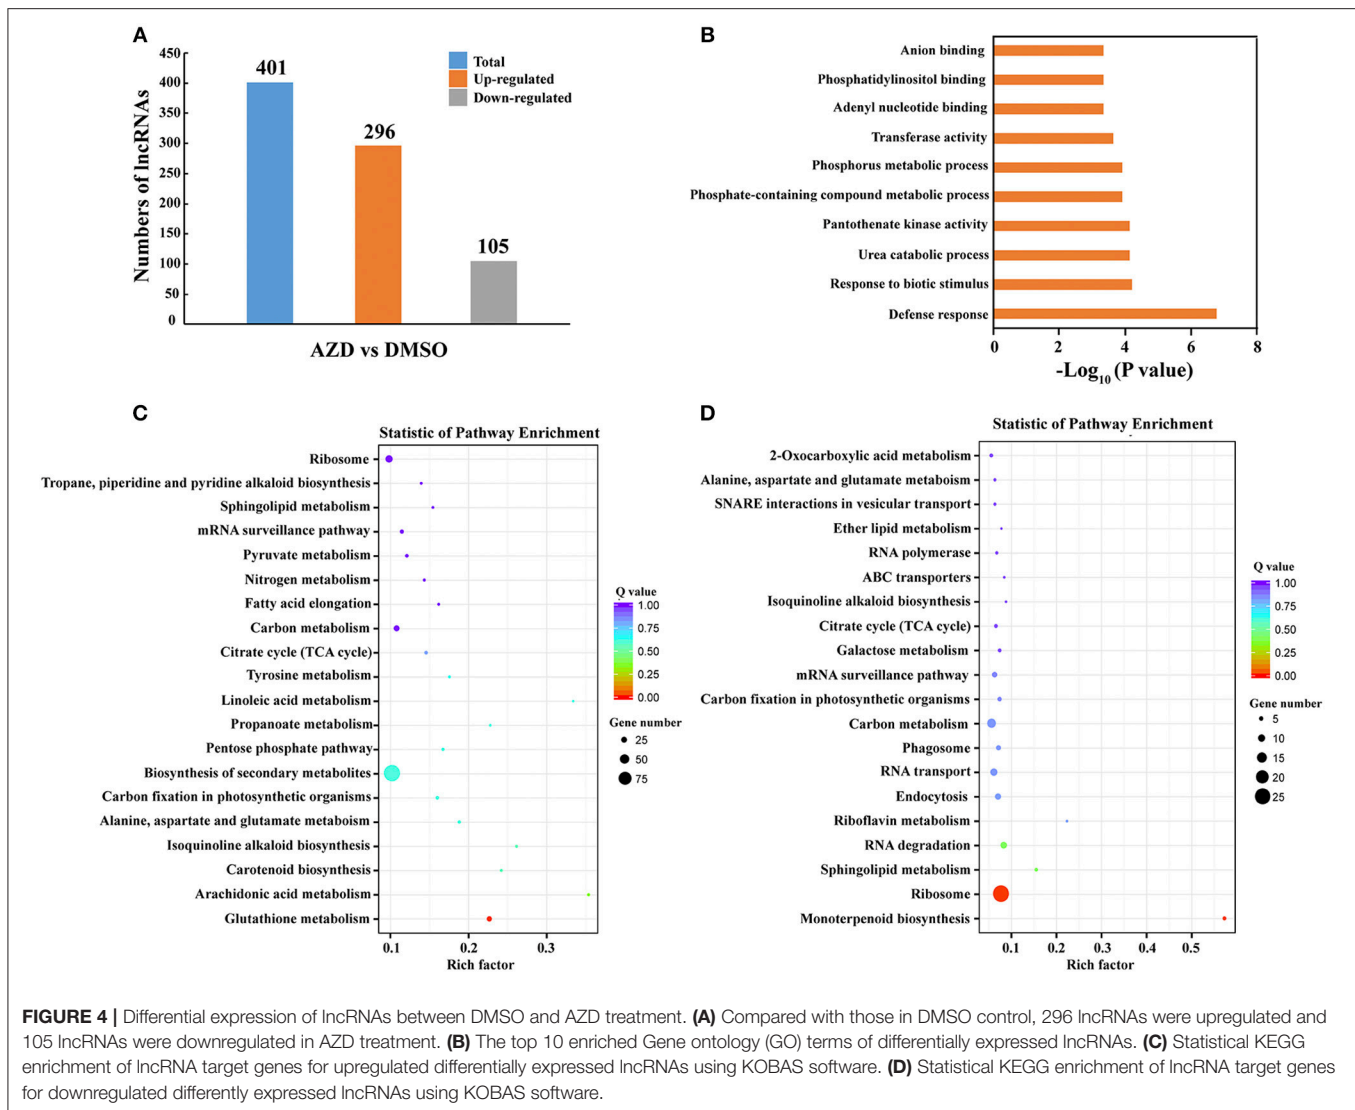 A
450
400
350
300
250
200
150
100
50
0
Numbers of lncRNAs
401
296
105
Total
Up-regulated
Down-regulated
AZD vs DMSO
B
Anion binding
Phosphatidylinositol binding
Adenyl nucleotide binding
Transferase activity
Phosphorus metabolic process
Phosphate-containing compound metabolic process
Pantothenate kinase activity
Urea catabolic process
Response to biotic stimulus
Defense response
0 2 4 6 8
-Log10 (P value)
C
Statistic of Pathway Enrichment
Ribosome
Tropane, piperidine and pyridine alkaloid biosynthesis
Sphingolipid metabolism
mRNA surveillance pathway
Pyruvate metabolism
Nitrogen metabolism
Fatty acid elongation
Carbon metabolism
Citrate cycle (TCA cycle)
Tyrosine metabolism
Linoleic acid metabolism
Propanoate metabolism
Pentose phosphate pathway
Biosynthesis of secondary metabolites
Carbon fixation in photosynthetic organisms
Alanine, aspartate and glutamate metaboism
Isoquinoline alkaloid biosynthesis
Carotenoid biosynthesis
Arachidonic acid metabolism
Glutathione metabolism
0.1 0.2 0.3
Rich factor
Q value
1.00
0.75
0.50
0.25
0.00
Gene number
25
50
75
D
Statistic of Pathway Enrichment
2-Oxocarboxylic acid metabolism
Alanine, aspartate and glutamate metaboism
SNARE interactions in vesicular transport
Ether lipid metabolism
RNA polymerase
ABC transporters
Isoquinoline alkaloid biosynthesis
Citrate cycle (TCA cycle)
Galactose metabolism
mRNA surveillance pathway
Carbon fixation in photosynthetic organisms
Carbon metabolism
Phagosome
RNA transport
Endocytosis
Riboflavin metabolism
RNA degradation
Sphingolipid metabolism
Ribosome
Monoterpenoid biosynthesis
0.1 0.2 0.3 0.4 0.5
Rich factor
Q value
1.00
0.75
0.50
0.25
0.00
Gene number
5
10
15
20
25
FIGURE 4 | Differential expression of lncRNAs between DMSO and AZD treatment. (A) Compared with those in DMSO control, 296 lncRNAs were upregulated and
105 lncRNAs were downregulated in AZD treatment. (B) The top 10 enriched Gene ontology (GO) terms of differentially expressed lncRNAs. (C) Statistical KEGG
enrichment of lncRNA target genes for upregulated differentially expressed lncRNAs using KOBAS software. (D) Statistical KEGG enrichment of lncRNA target genes
for downregulated differently expressed lncRNAs using KOBAS software.